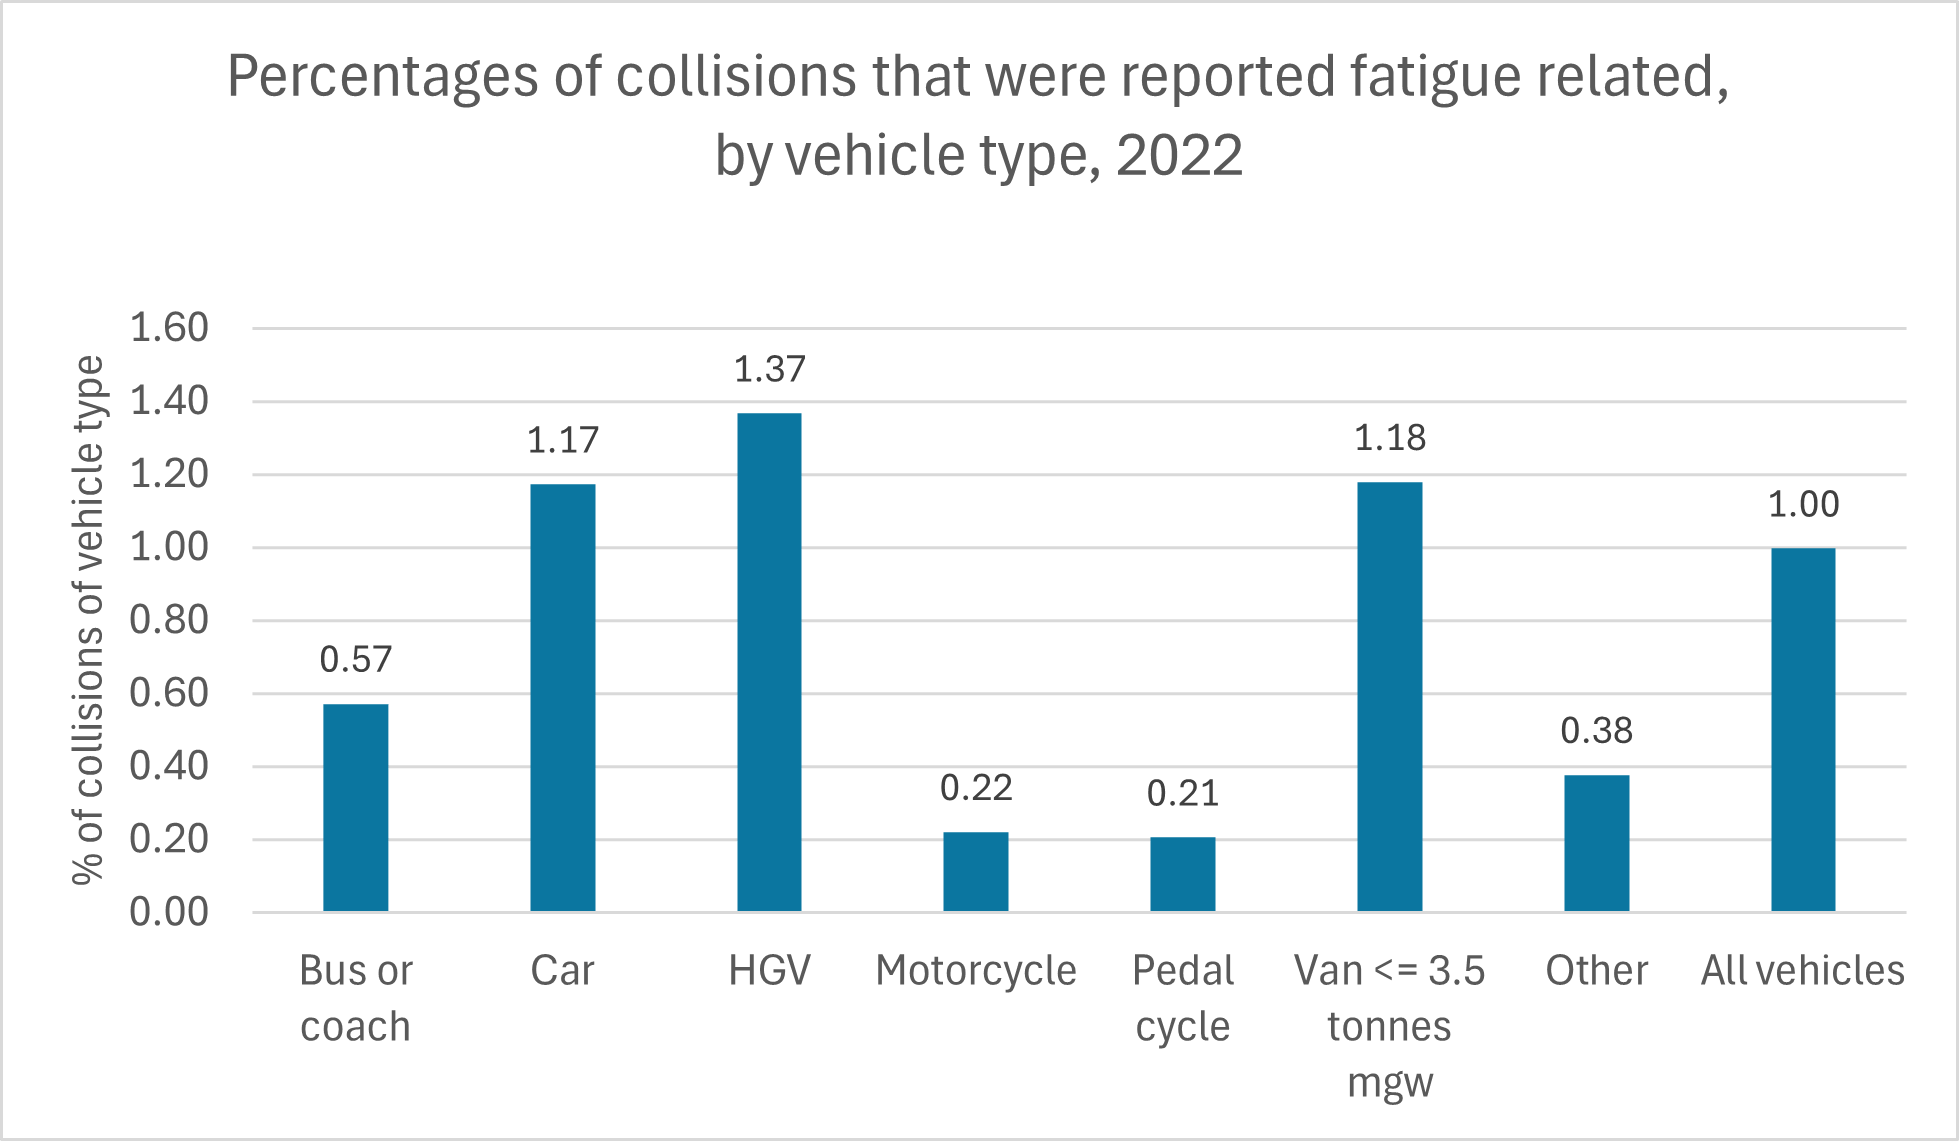 Percentages of collisions that were reported fatigue related,
by vehicle type, 2022
% of collisions of vehicle type
1.60
1.40
1.20
1.00
0.80
0.60
0.40
0.20
0.00
0.57
1.17
1.37
0.22
0.21
1.18
0.38
1.00
Bus or
coach
Car
HGV
Motorcycle
Pedal
cycle
Van <= 3.5
tonnes
mgw
Other
All vehicles